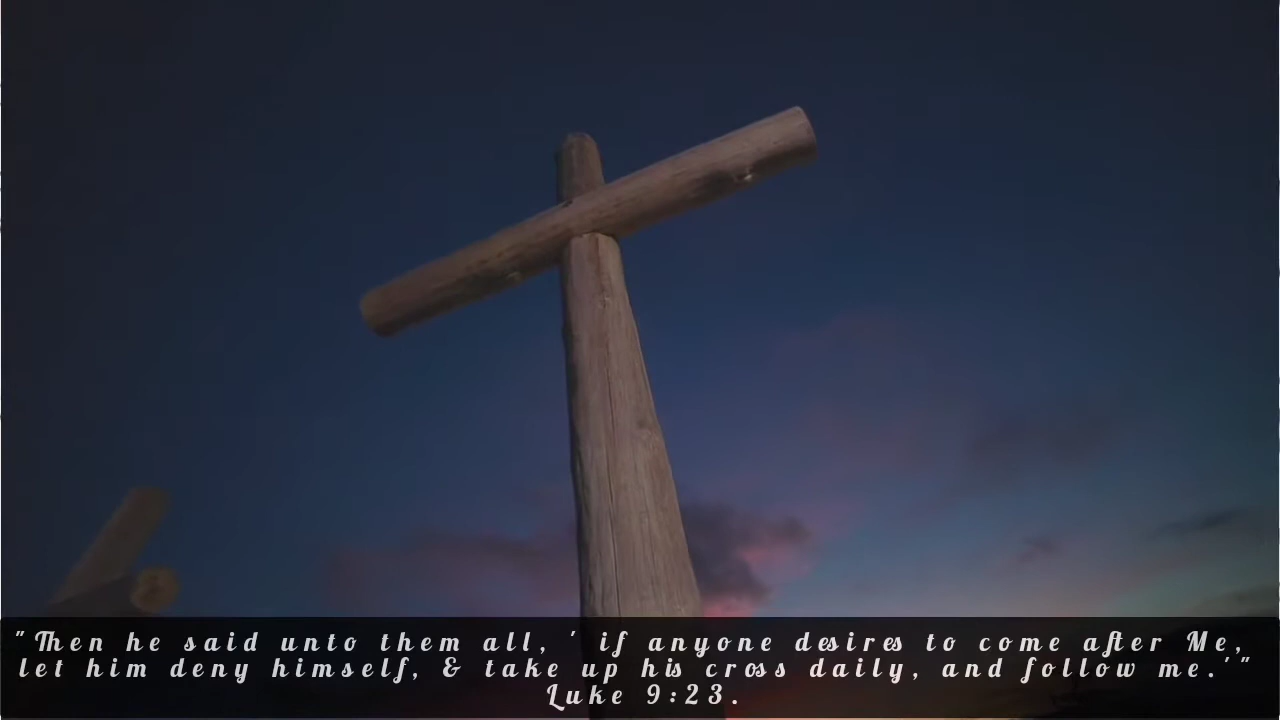 "Then he said unto them all, ' if anyone desires to come after Me,
let him deny himself, & take up his cross daily, and follow me.'"
Luke 9:23.